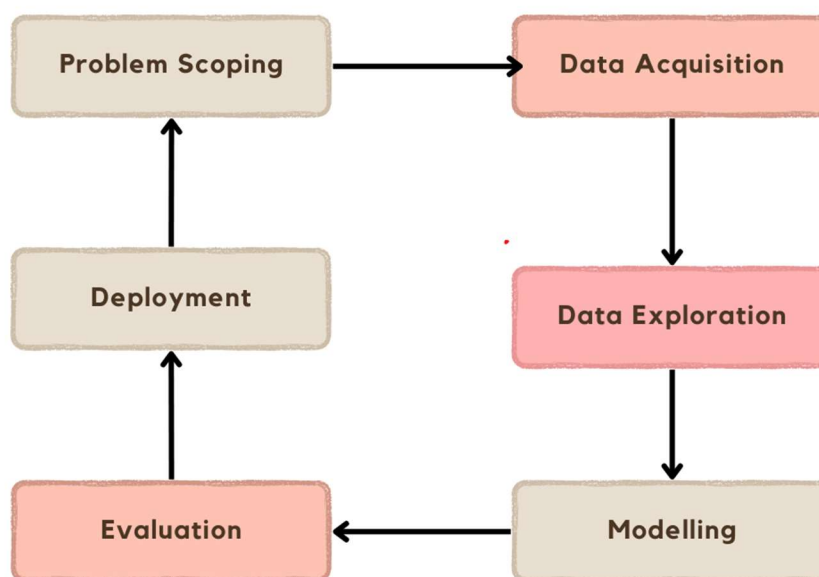 Problem Scoping
Data Acquisition
Deployment
Data Exploration
Evaluation
Modelling